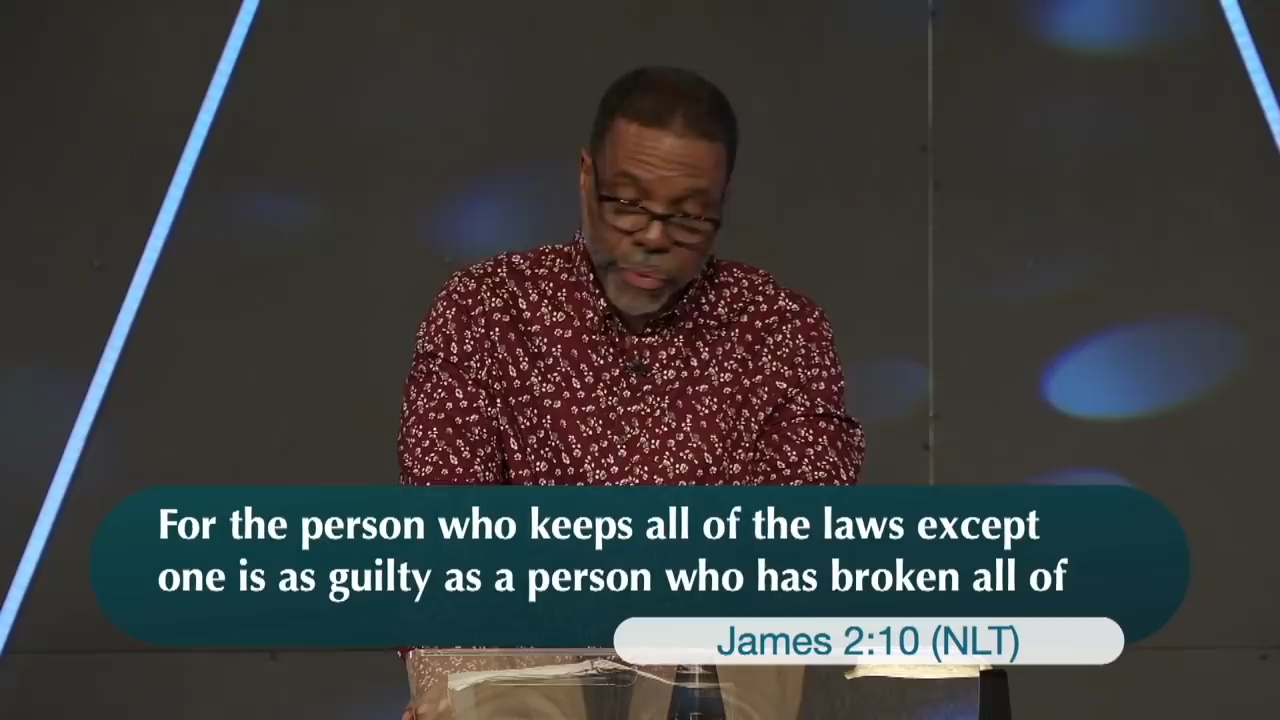 For the person who keeps all of the laws except
one is as guilty as a person who has broken all of
James 2:10 (NLT)